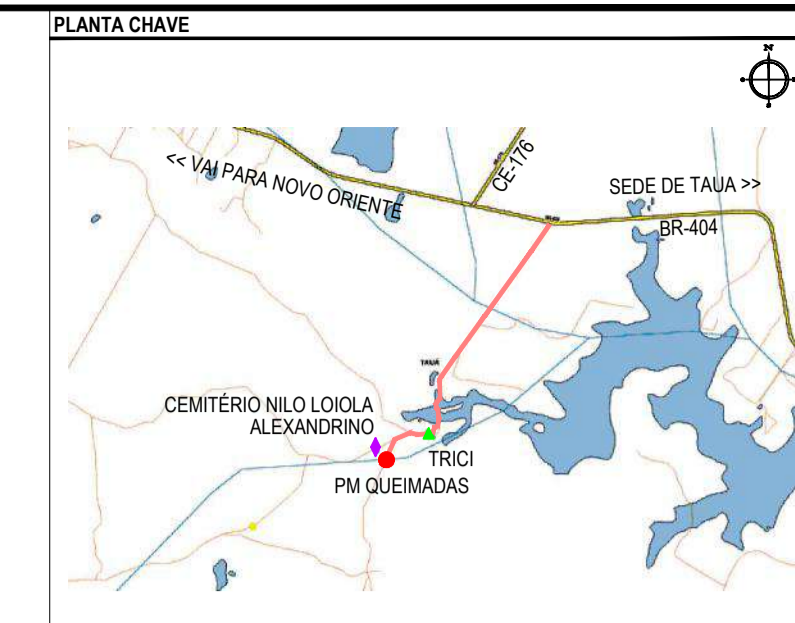 PLANTA CHAVE
N
<< VAI PARA NOVO ORIENTE
CE-176
SEDE DE TAUA >>
BR-404
TAUÁ
CEMITÉRIO NILO LOIOLA
ALEXANDRINO
TRICI
PM QUEIMADAS